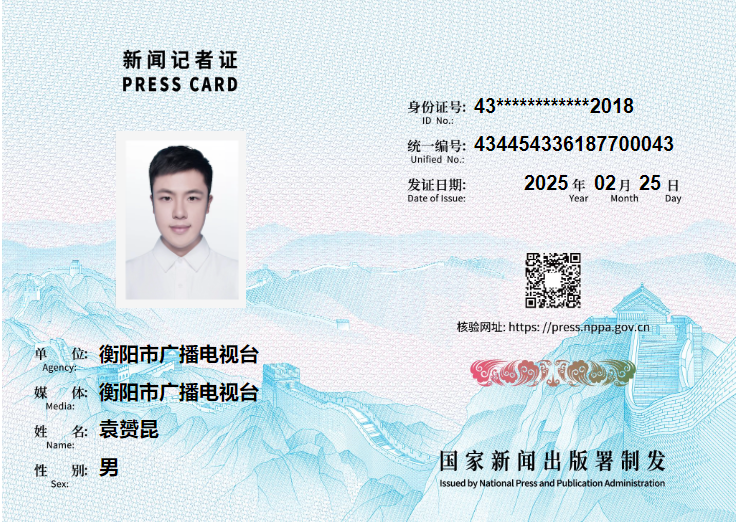 新闻记者证
PRESS CARD
身份证号: 43************2018
ID No.:
统一编号: 434454336187700043
Unified No.:
发证日期: 2025 年 02 月 25 日
Date of Issue: Year Month Day
核验网址: https://press.nppa.gov.cn
单 位: 衡阳市广播电视台
Agency:
媒 体: 衡阳市广播电视台
Media:
姓 名: 袁赟昆
Name:
性 别: 男
Sex:
国家新闻出版署制发
Issued by National Press and Publication Administration